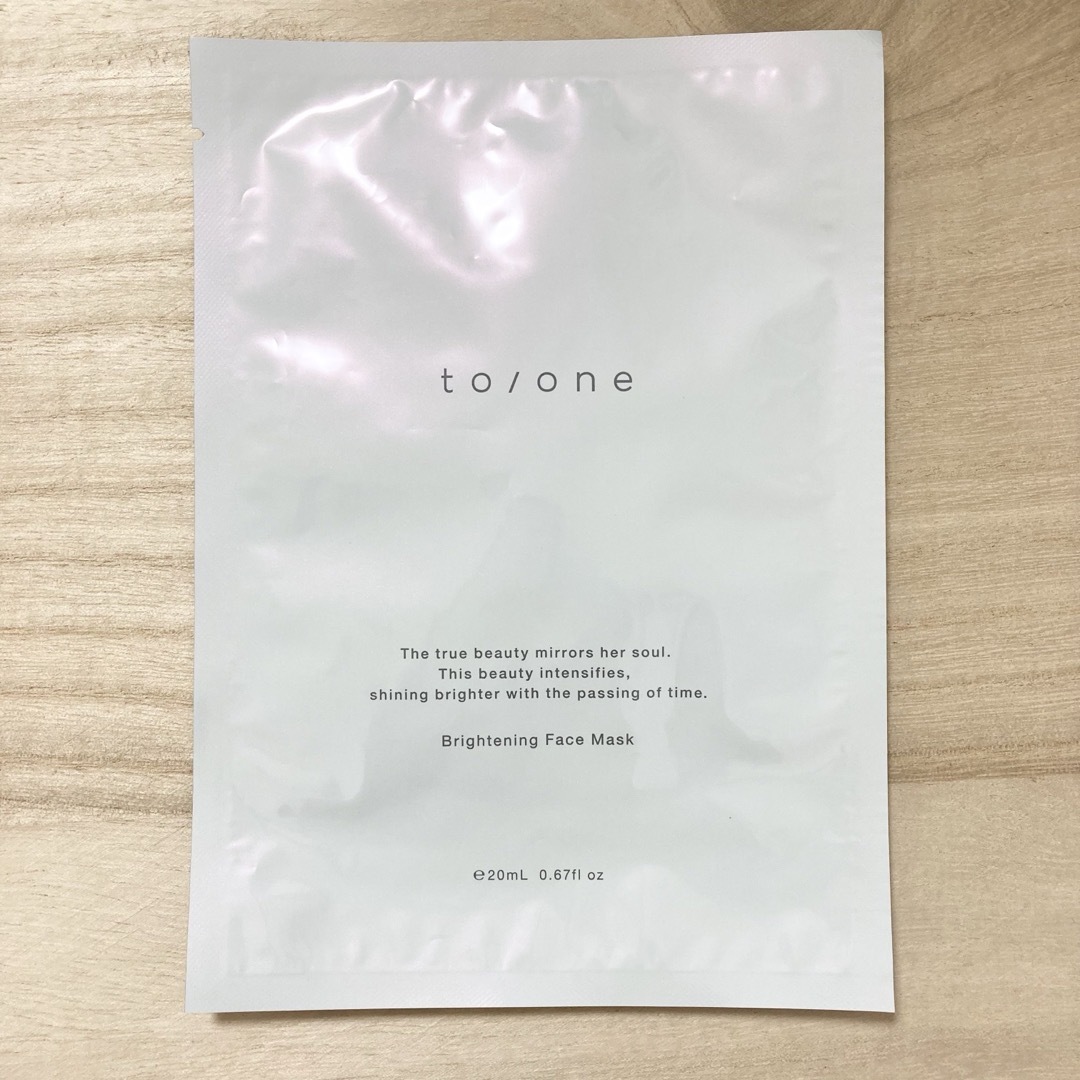 to/one
The true beauty mirrors her soul.
This beauty intensifies,
shining brighter with the passing of time.
Brightening Face Mask
℮20mL 0.67fl oz